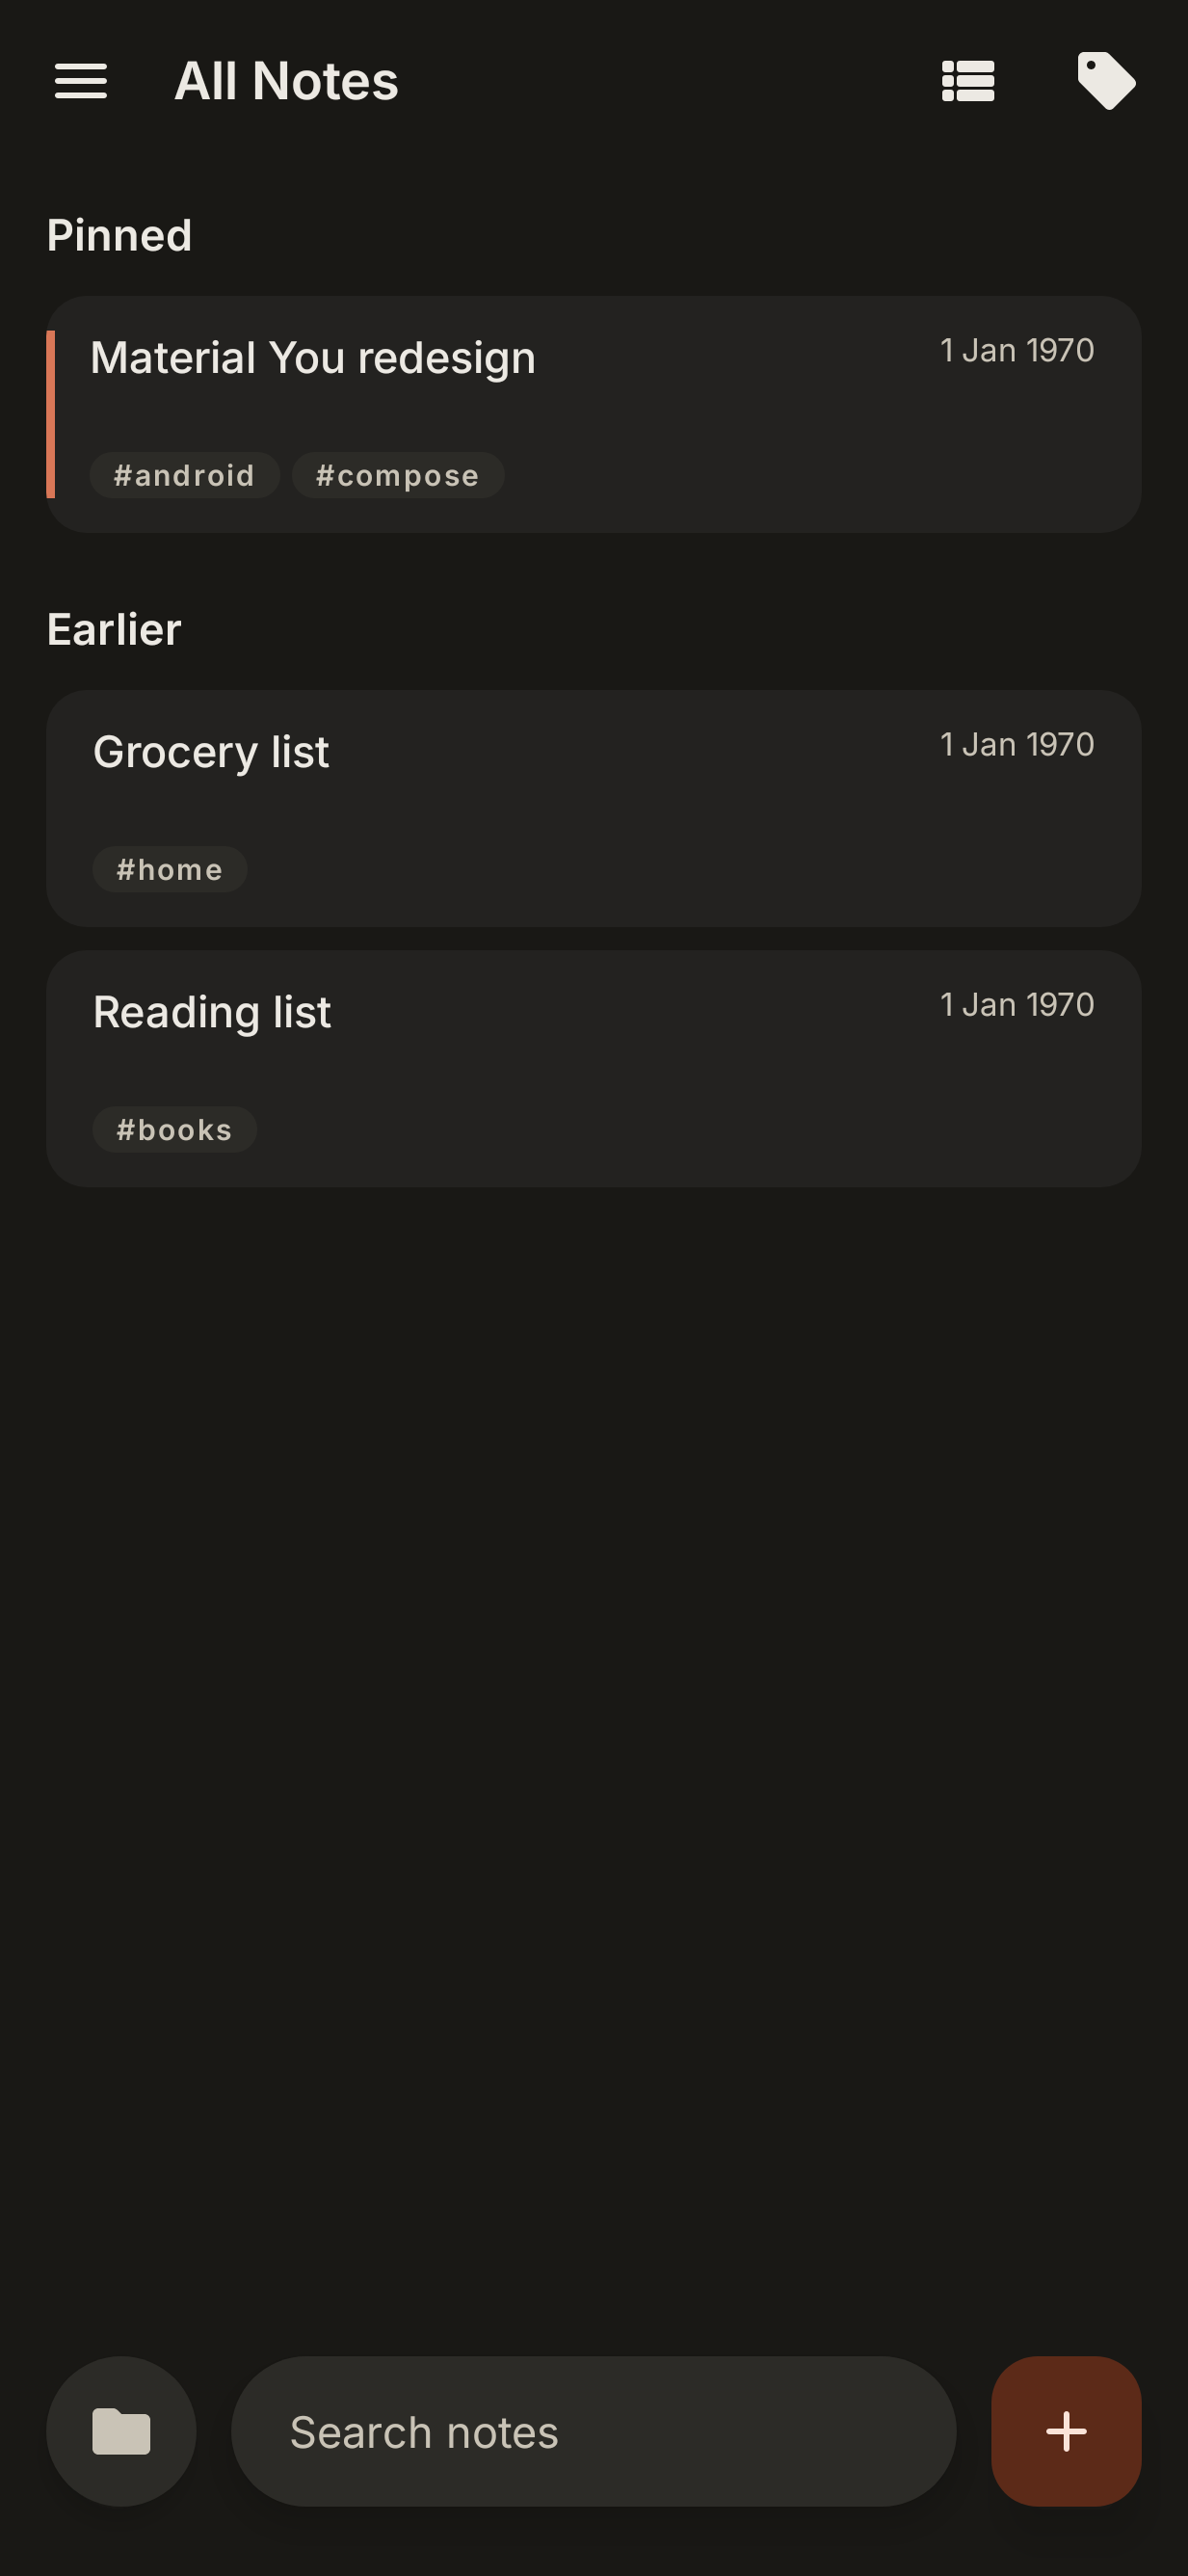 All Notes
Pinned
Material You redesign
1 Jan 1970
#android #compose
Earlier
Grocery list
1 Jan 1970
#home
Reading list
1 Jan 1970
#books
Search notes